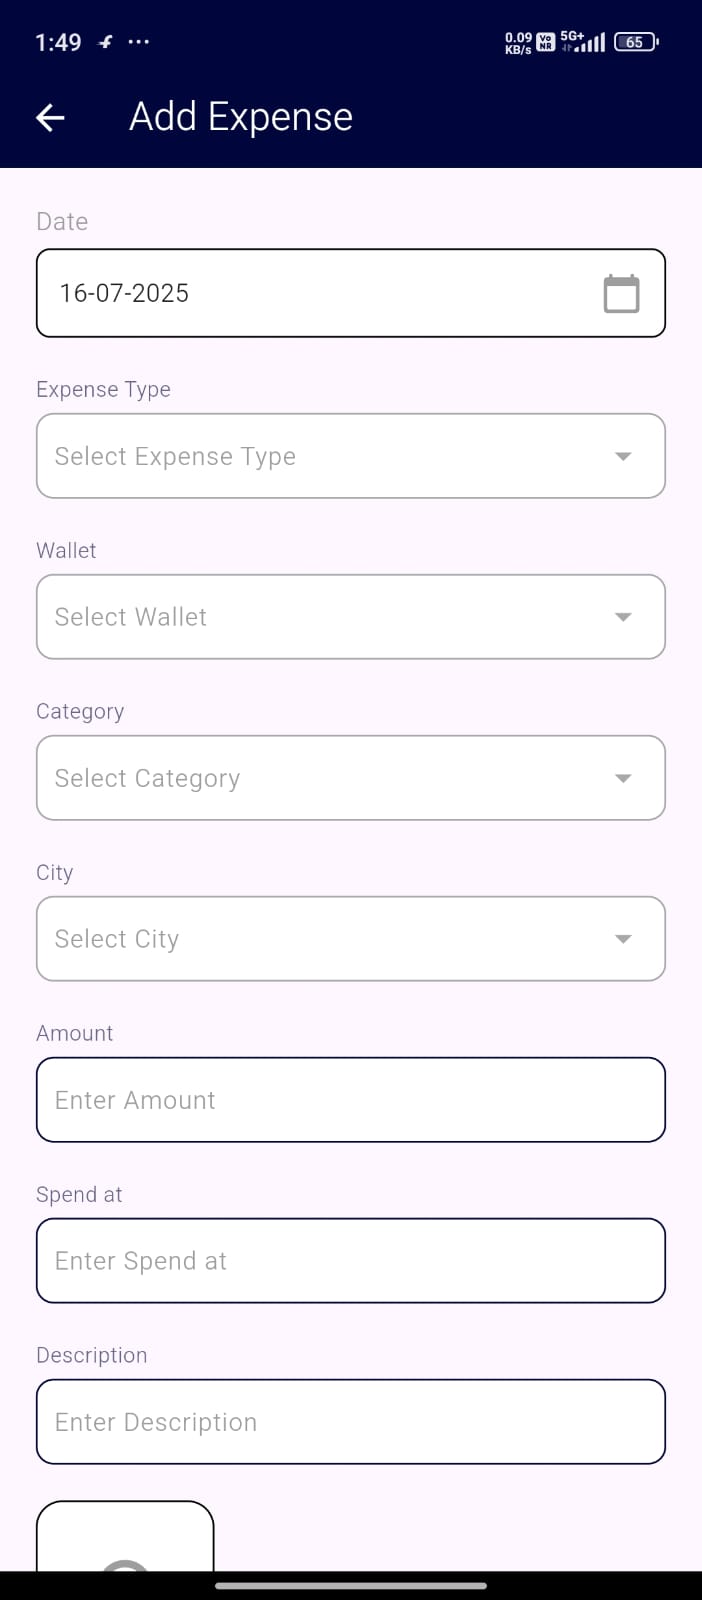 1:49 ... 0.09 KB/s Vo NR 5G+ 65
Add Expense
Date
16-07-2025
Expense Type
Select Expense Type
Wallet
Select Wallet
Category
Select Category
City
Select City
Amount
Enter Amount
Spend at
Enter Spend at
Description
Enter Description